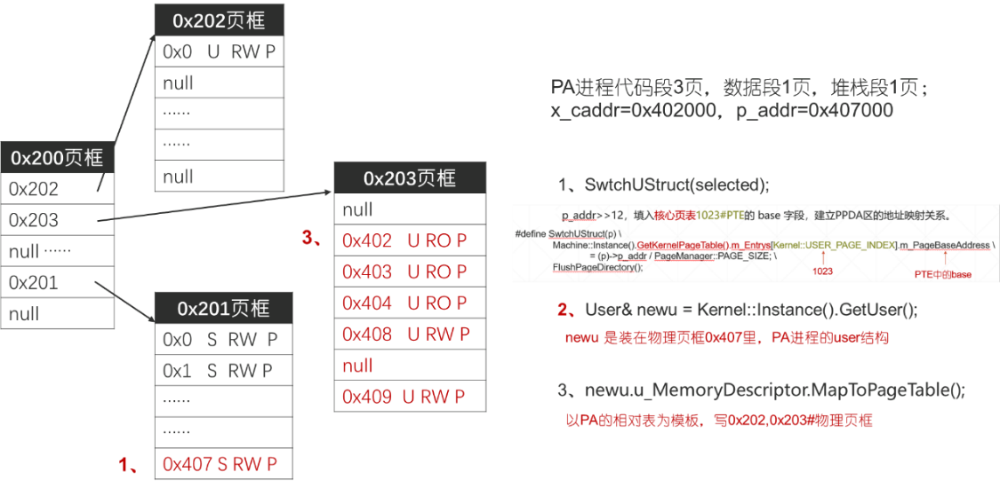 0x202页框
0x0 U RW P
null
……
……
null
0x200页框
0x202
0x203
null ……
0x201
null
0x201页框
0x0 S RW P
0x1 S RW P
……
……
1、 0x407 S RW P
0x203页框
null
3、 0x402 U RO P
0x403 U RO P
0x404 U RO P
0x408 U RW P
null
0x409 U RW P
PA进程代码段3页，数据段1页，堆栈段1页；
x_caddr=0x402000，p_addr=0x407000
1、SwtchUStruct(selected);
p_addr>>12，填入核心页表1023#PTE的 base 字段，建立PPDA区的地址映射关系。
#define SwtchUStruct(p) \
Machine::Instance().GetKernelPageTable().m_Entrys[Kernel::USER_PAGE_INDEX].m_PageBaseAddress \
= (p)->p_addr / PageManager::PAGE_SIZE; \
FlushPageDirectory();
1023
PTE中的base
2、User& newu = Kernel::Instance().GetUser();
newu 是装在物理页框0x407里，PA进程的user结构
3、newu.u_MemoryDescriptor.MapToPageTable();
以PA的相对表为模板，写0x202,0x203#物理页框